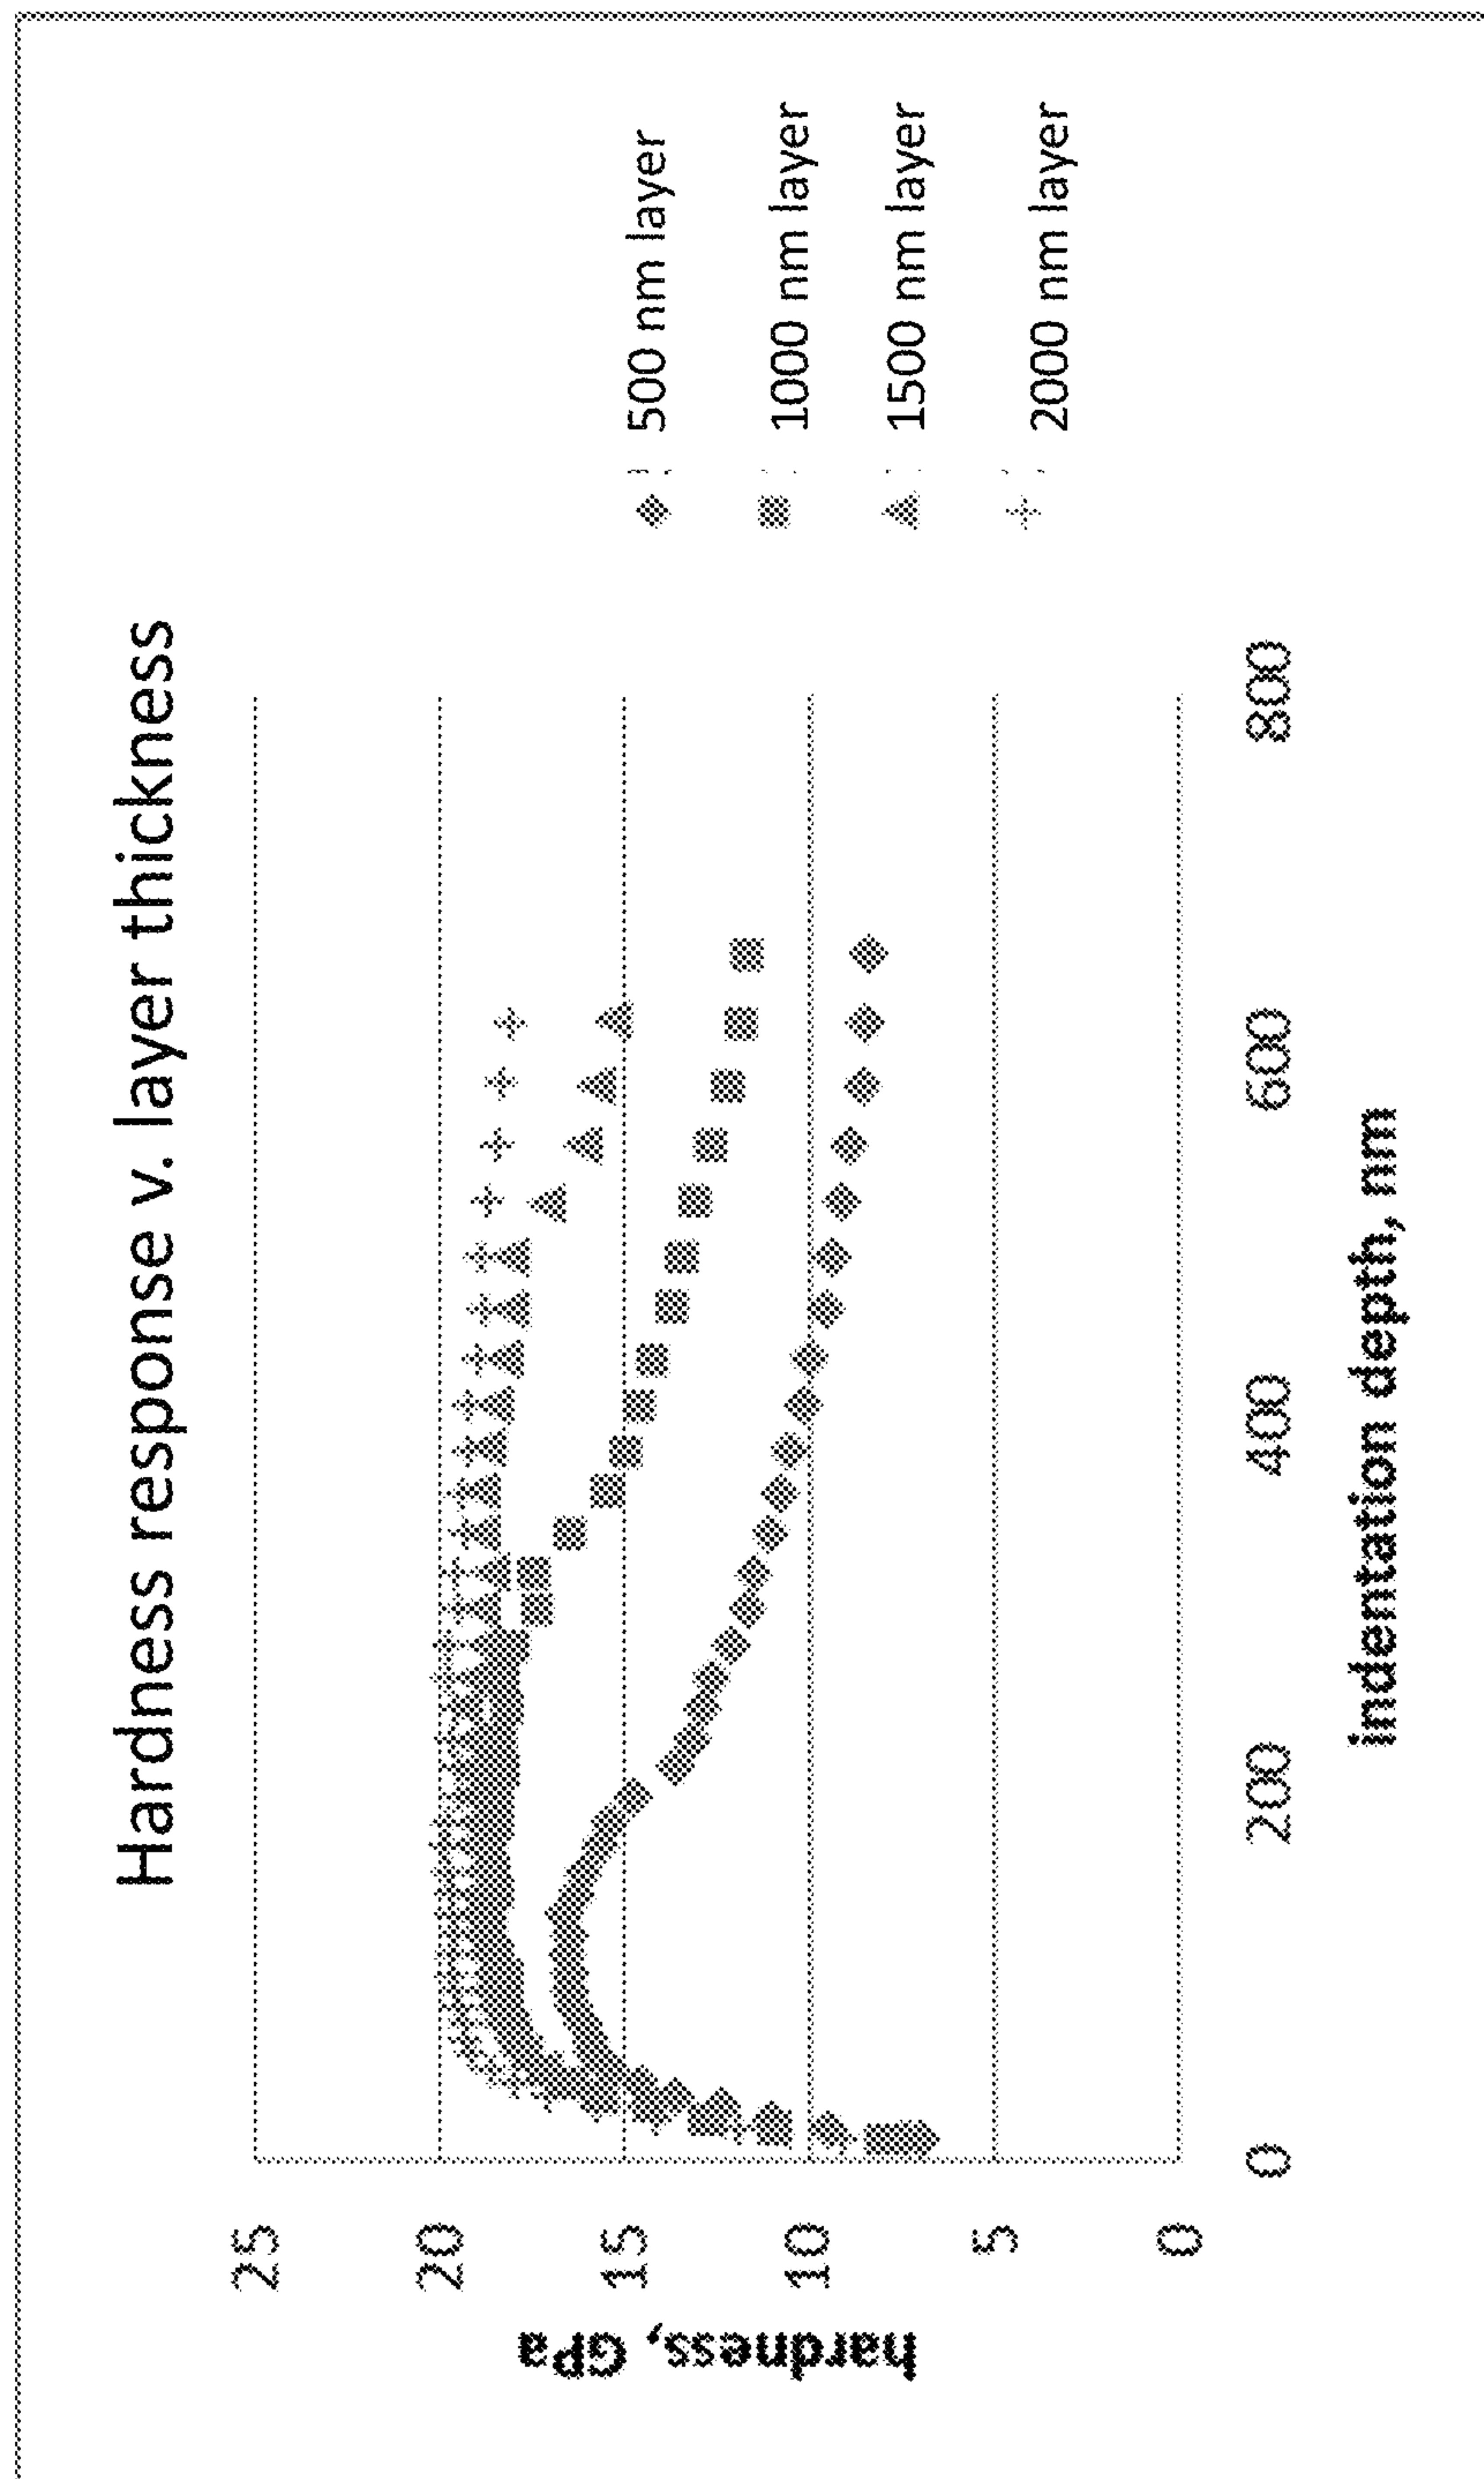 Hardness response v. layer thickness
25
20
15
10
5
0
hardness, GPa
0
200
400
600
800
indentation depth, nm
500 nm layer
1000 nm layer
1500 nm layer
2000 nm layer